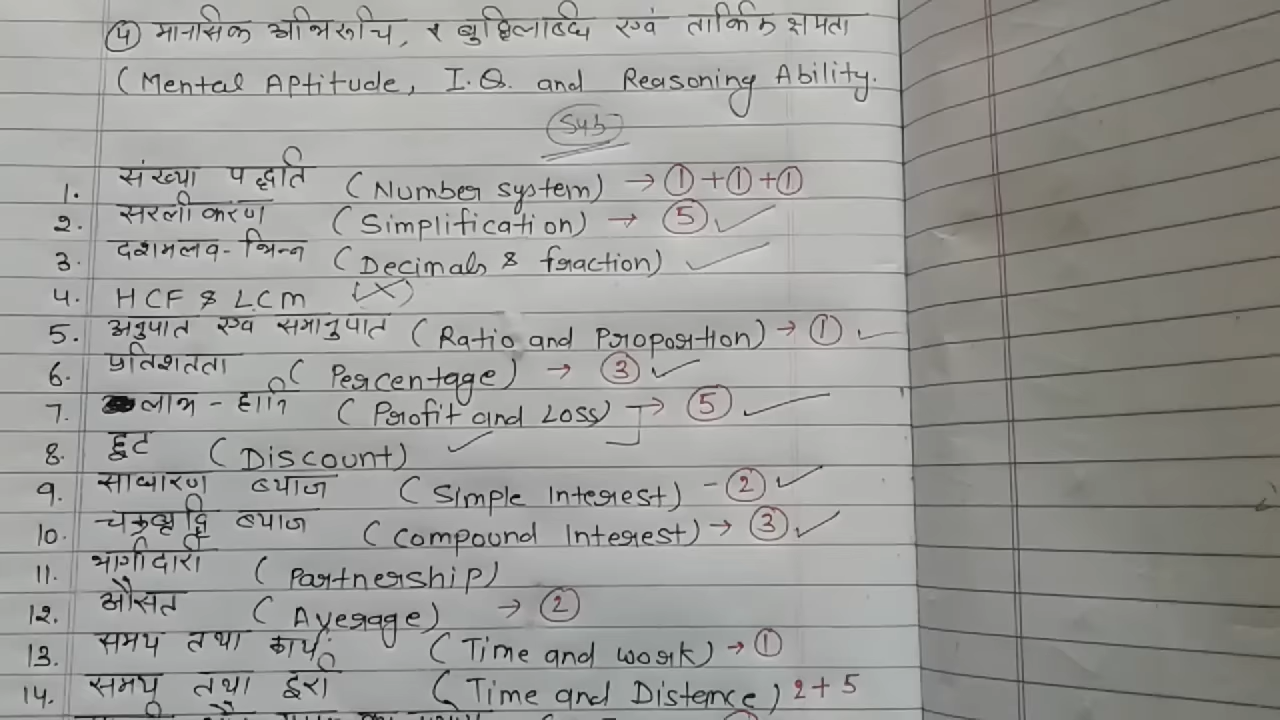 (4) मानसिक अभिरूचि, र बुद्धिलब्धि एवं तार्किक क्षमता
(Mental Aptitude, I.Q. and Reasoning Ability.
Sub
1. संख्या पद्धति (Number system) → ① + ① + ①
2. सरलीकरण (Simplification) → ⑤ ✓
3. दशमलव - भिन्न (Decimals & fraction) ✓
4. HCF & LCM (X)
5. अनुपात एवं समानुपात (Ratio and Proportion) → ① ✓
6. प्रतिशतता (Percentage) → ③ ✓
7. लाभ - हानि (Profit and Loss) → ⑤ ✓
8. छूट (Discount) ✓
9. साधारण ब्याज (Simple Interest) - ② ✓
10. चक्रवृद्धि ब्याज (Compound Interest) → ③ ✓
11. भागीदारी (Partnership)
12. औसत (Average) → ②
13. समय तथा कार्य (Time and work) → ①
14. समय तथा दूरी (Time and Distance) 2 + 5